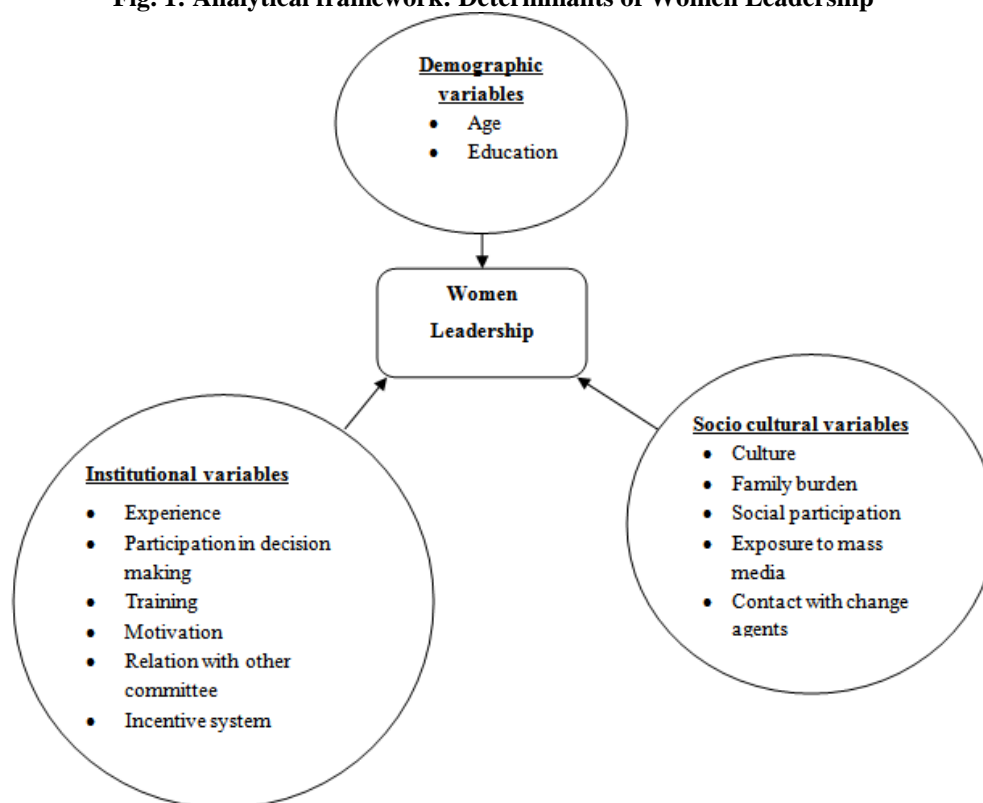 Fig. 1: Analytical framework: Determinants of Women Leadership
Demographic
variables
• Age
• Education
Women
Leadership
Institutional variables
• Experience
• Participation in decision
making
• Training
• Motivation
• Relation with other
committee
• Incentive system
Socio cultural variables
• Culture
• Family burden
• Social participation
• Exposure to mass
media
• Contact with change
agents